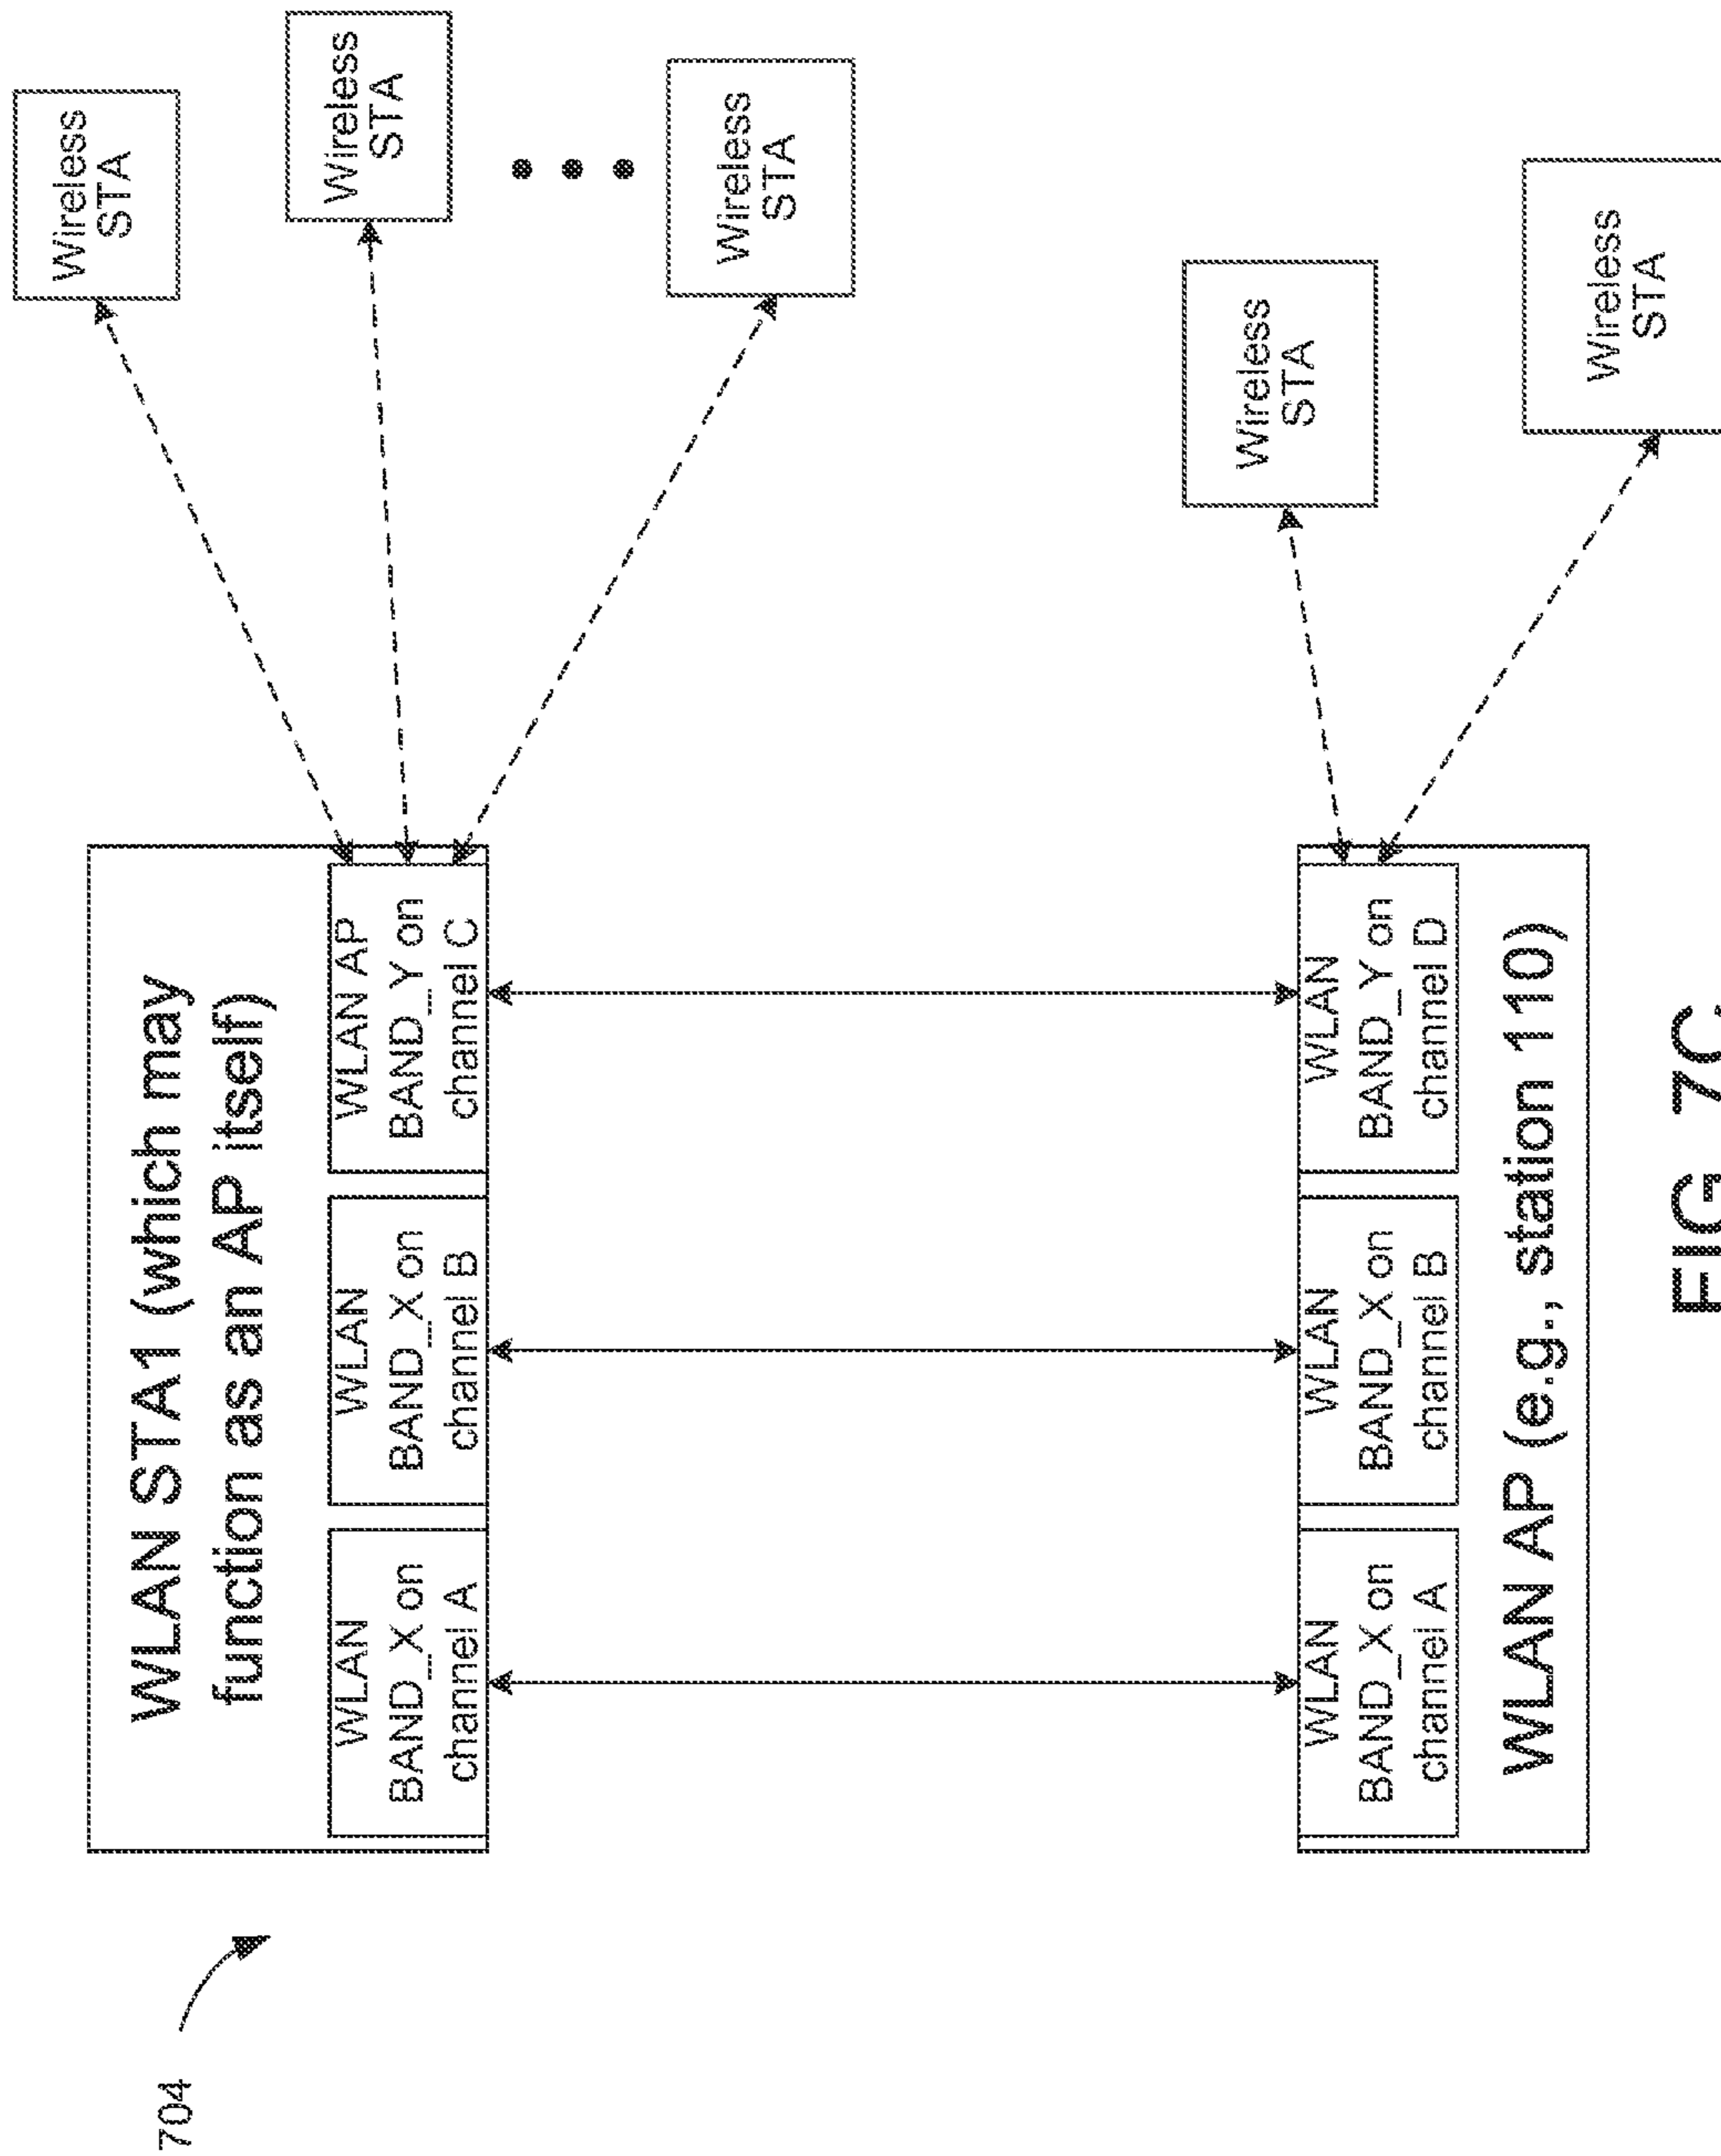 704
WLAN STA1 (which may
function as an AP itself)
WLAN
BAND_X on
channel A
WLAN
BAND_X on
channel B
WLAN AP
BAND_Y on
channel C
Wireless
STA
Wireless
STA
Wireless
STA
WLAN
BAND_X on
channel A
WLAN
BAND_X on
channel B
WLAN
BAND_Y on
channel D
WLAN AP (e.g., station 110)
Wireless
STA
Wireless
STA
FIG 7C